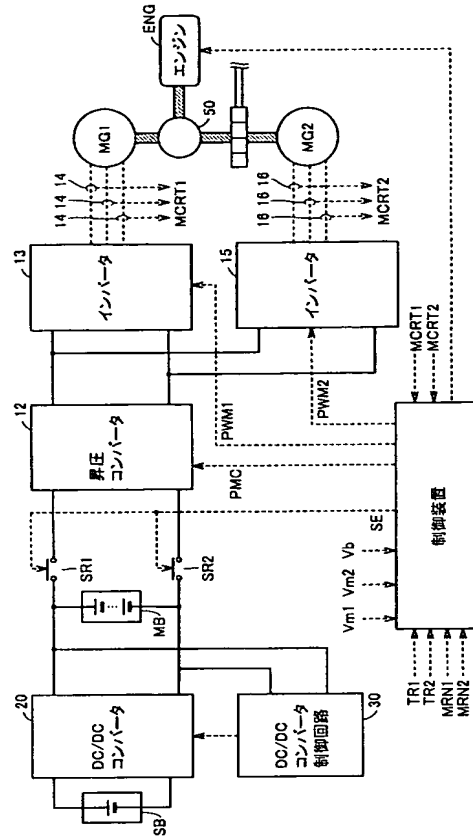 ENG
エンジン
MG1
50
MG2
14
14
14
MCRT1
16
16
16
MCRT2
13
インバータ
15
インバータ
12
昇圧
コンバータ
PWM1
PWM2
PMC
SE
SR1
SR2
MB
20
DC/DC
コンバータ
SB
DC/DC
コンバータ
制御回路
30
制御装置
MCRT1
MCRT2
Vm1
Vm2
Vb
TR1
TR2
MRN1
MRN2